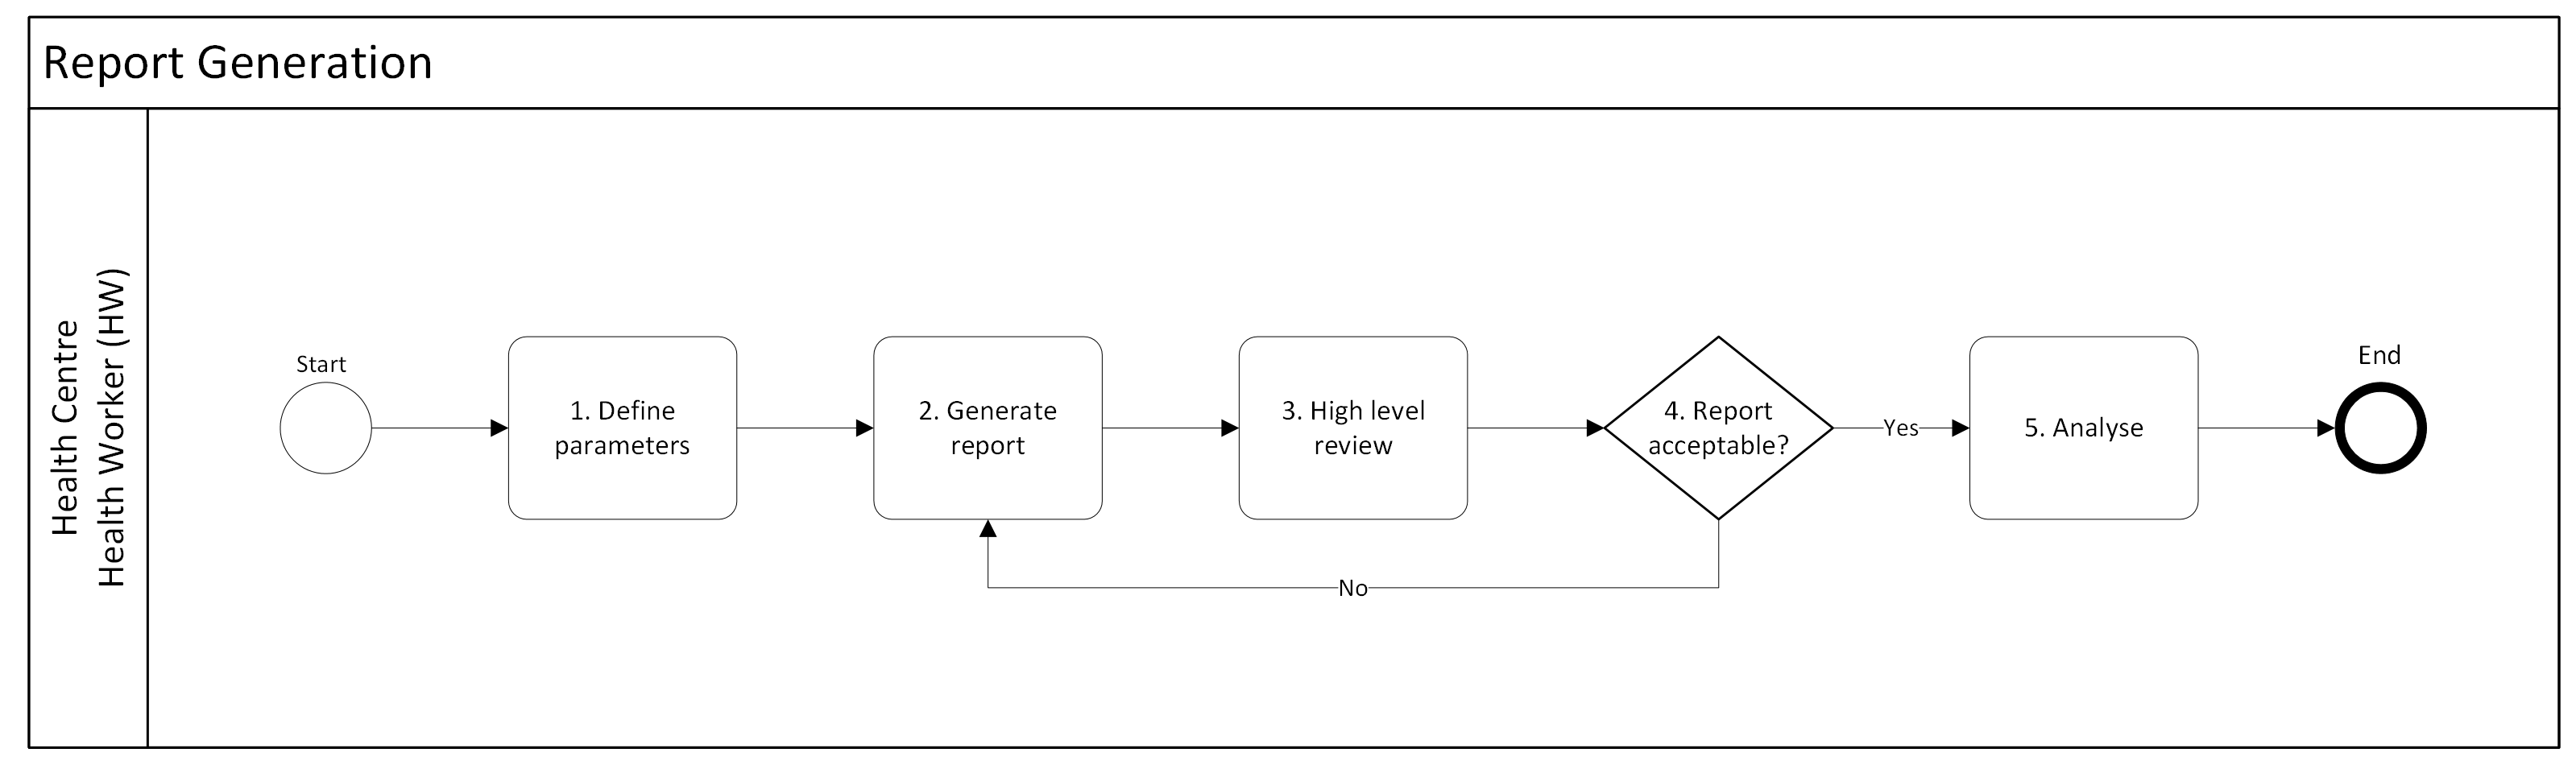 Report Generation
Health Centre
Health Worker (HW)
Start
1. Define
parameters
2. Generate
report
3. High level
review
4. Report
acceptable?
Yes
5. Analyse
End
No